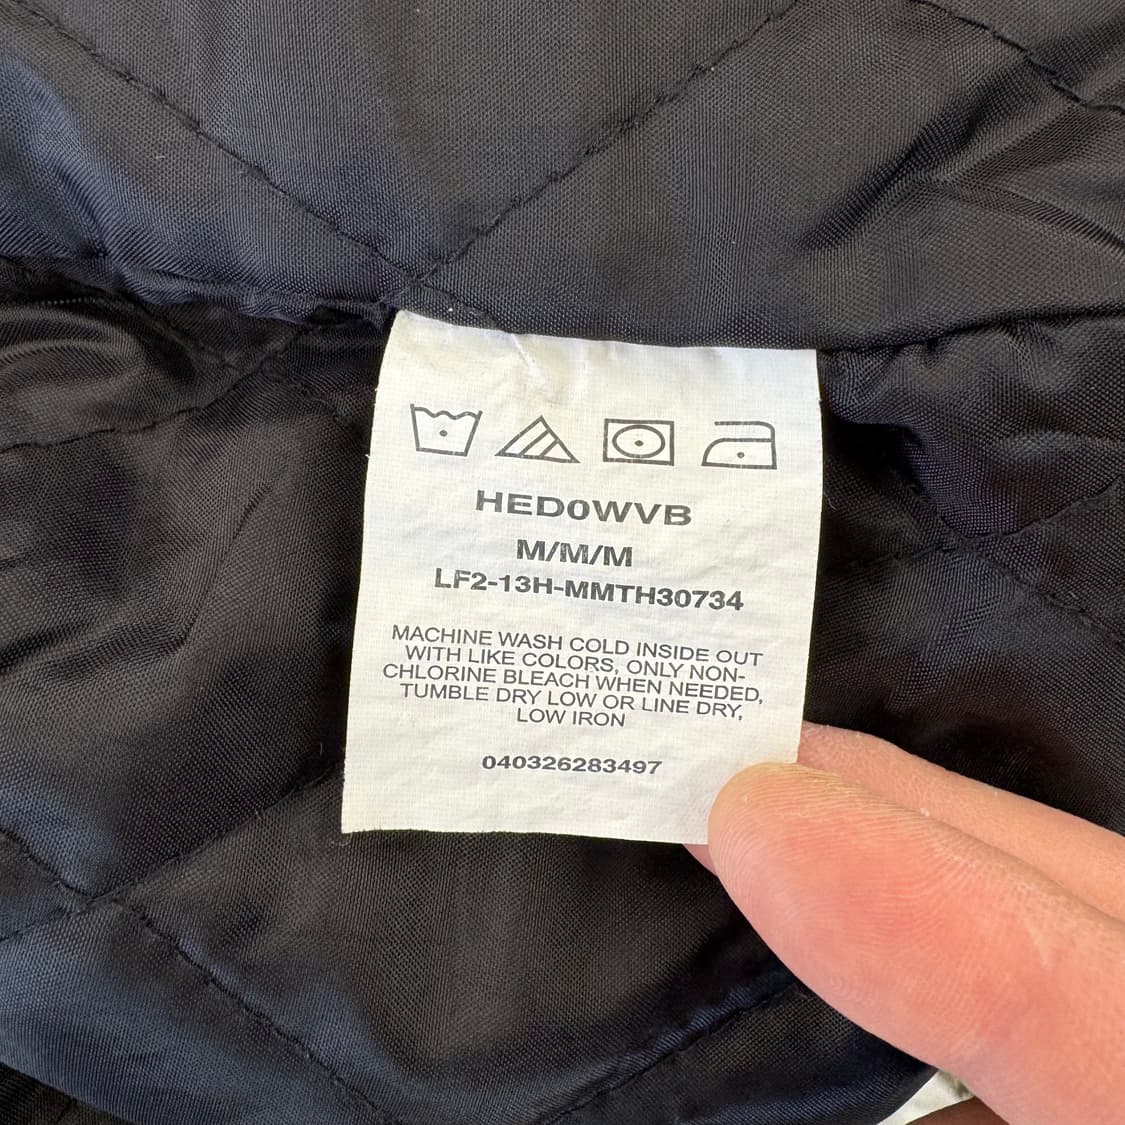 HED0WVB
M/M/M
LF2-13H-MMTH30734
MACHINE WASH COLD INSIDE OUT
WITH LIKE COLORS, ONLY NON-
CHLORINE BLEACH WHEN NEEDED,
TUMBLE DRY LOW OR LINE DRY,
LOW IRON
040326283497